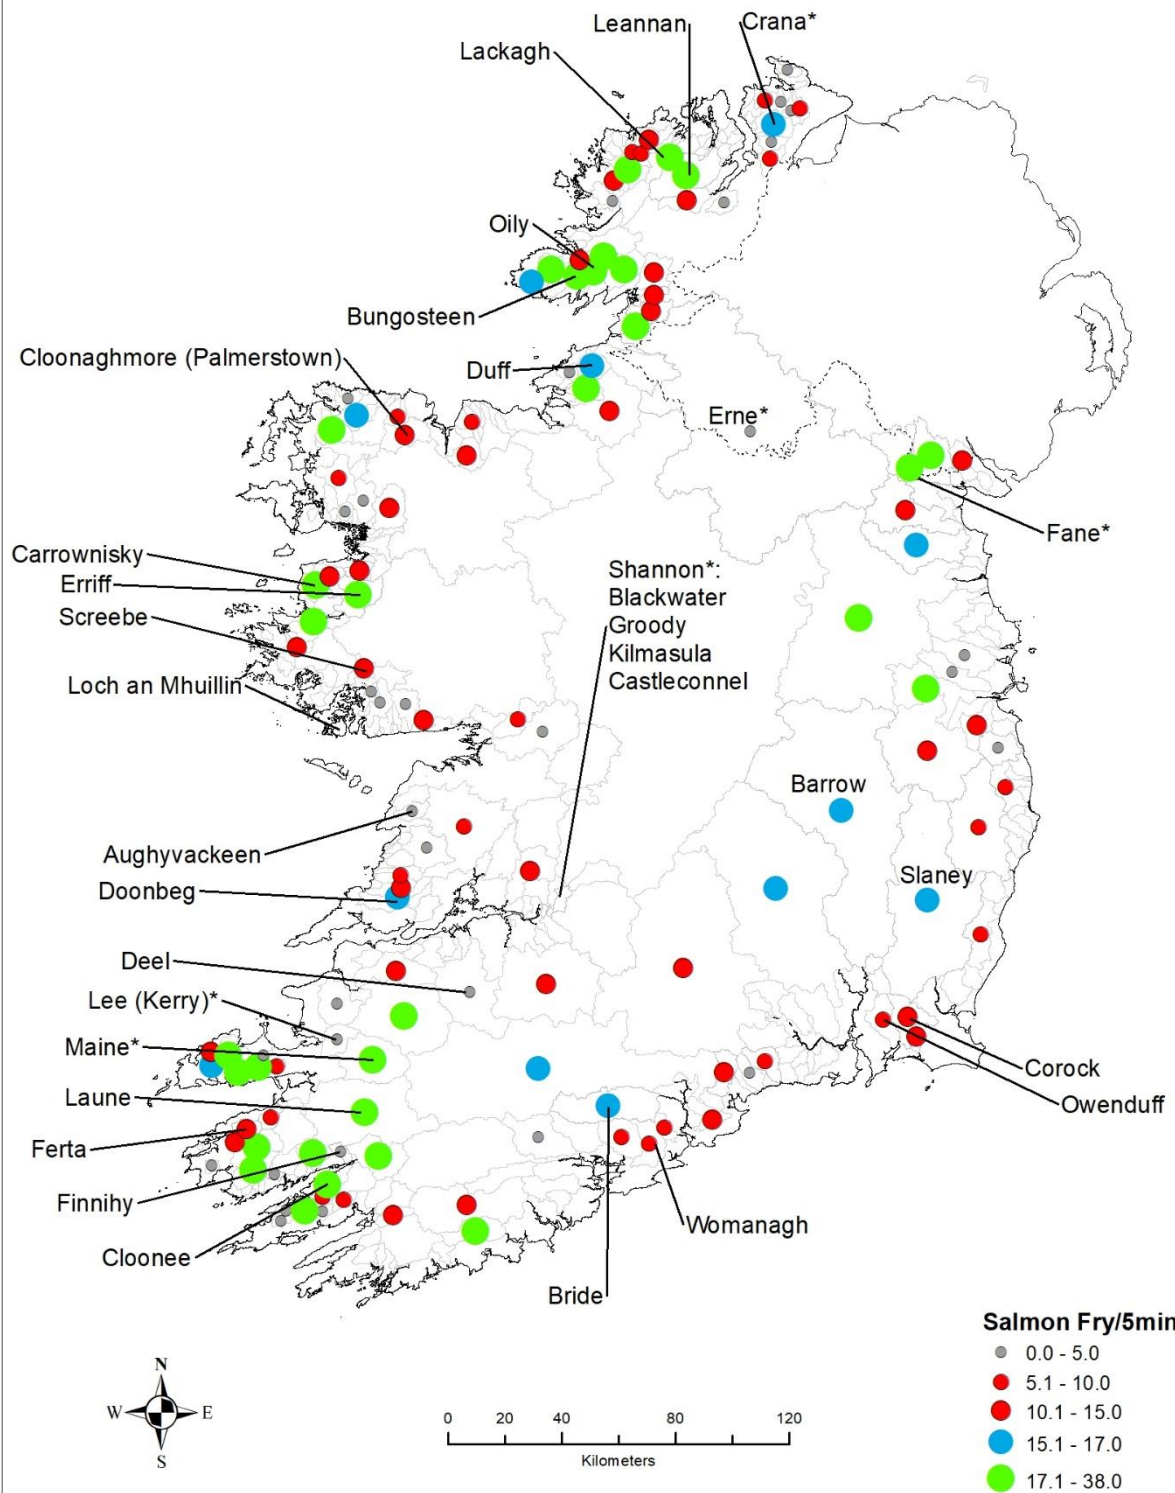 Leannan
Crana*
Lackagh
Oily
Bungosteen
Cloonaghmore (Palmerstown)
Duff
Erne*
Fane*
Carrownisky
Erriff
Screebe
Loch an Mhuillin
Shannon*:
Blackwater
Groody
Kilmasula
Castleconnel
Barrow
Aughyvackeen
Doonbeg
Slaney
Deel
Lee (Kerry)*
Maine*
Laune
Corock
Owenduff
Ferta
Finnihy
Womanagh
Cloonee
Bride
Salmon Fry/5min
0.0 - 5.0
5.1 - 10.0
10.1 - 15.0
15.1 - 17.0
17.1 - 38.0
N
W E
S
0 20 40 80 120
Kilometers